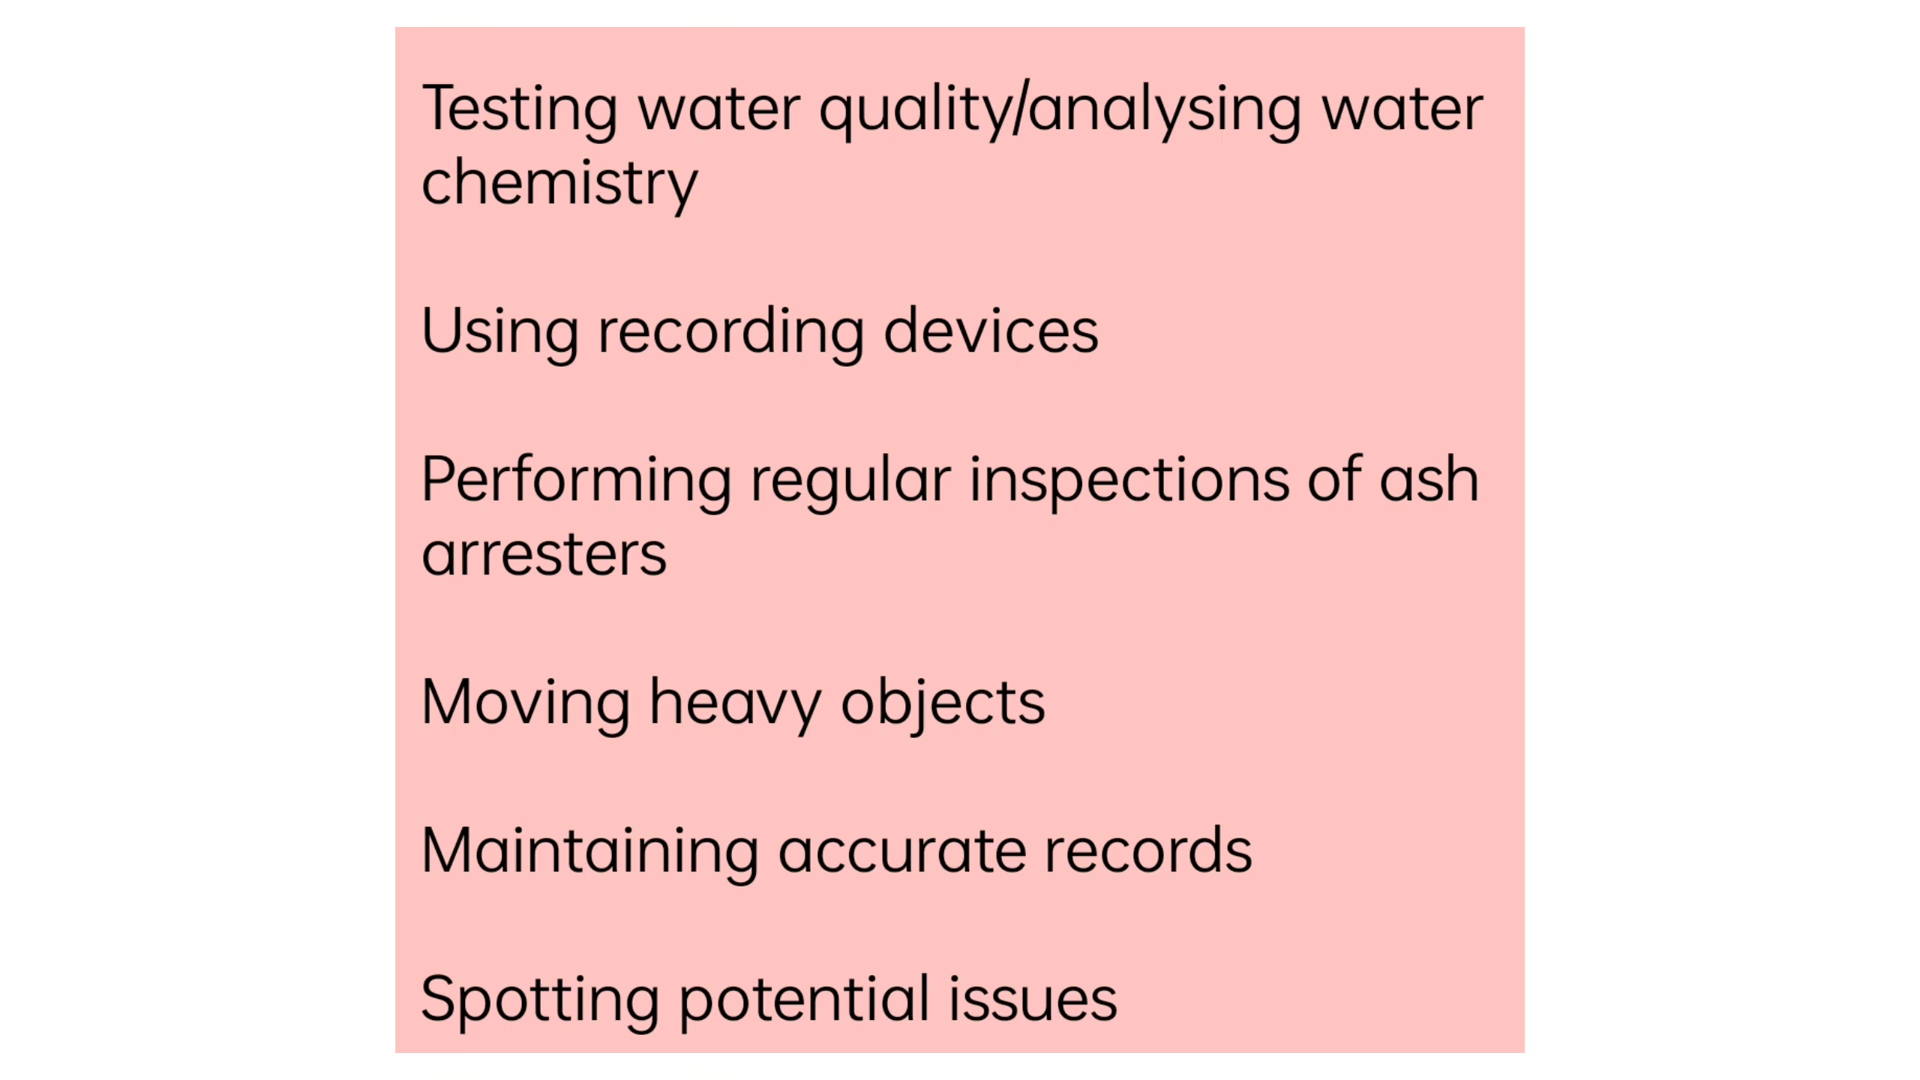 Testing water quality/analysing water
chemistry
Using recording devices
Performing regular inspections of ash
arresters
Moving heavy objects
Maintaining accurate records
Spotting potential issues